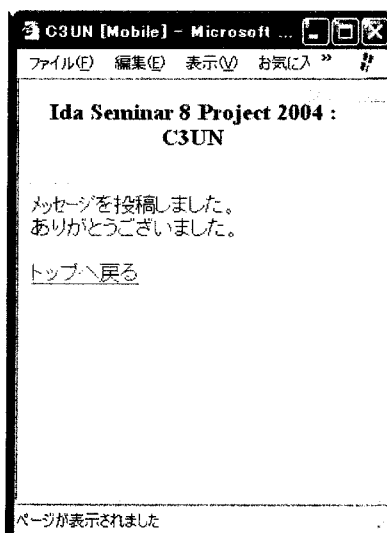 C3UN [Mobile] - Microsoft ...
ファイル(F) 編集(E) 表示(V) お気に入 »
Ida Seminar 8 Project 2004 :
C3UN
メッセージを投稿しました。
ありがとうございました。
トップへ戻る
ページが表示されました